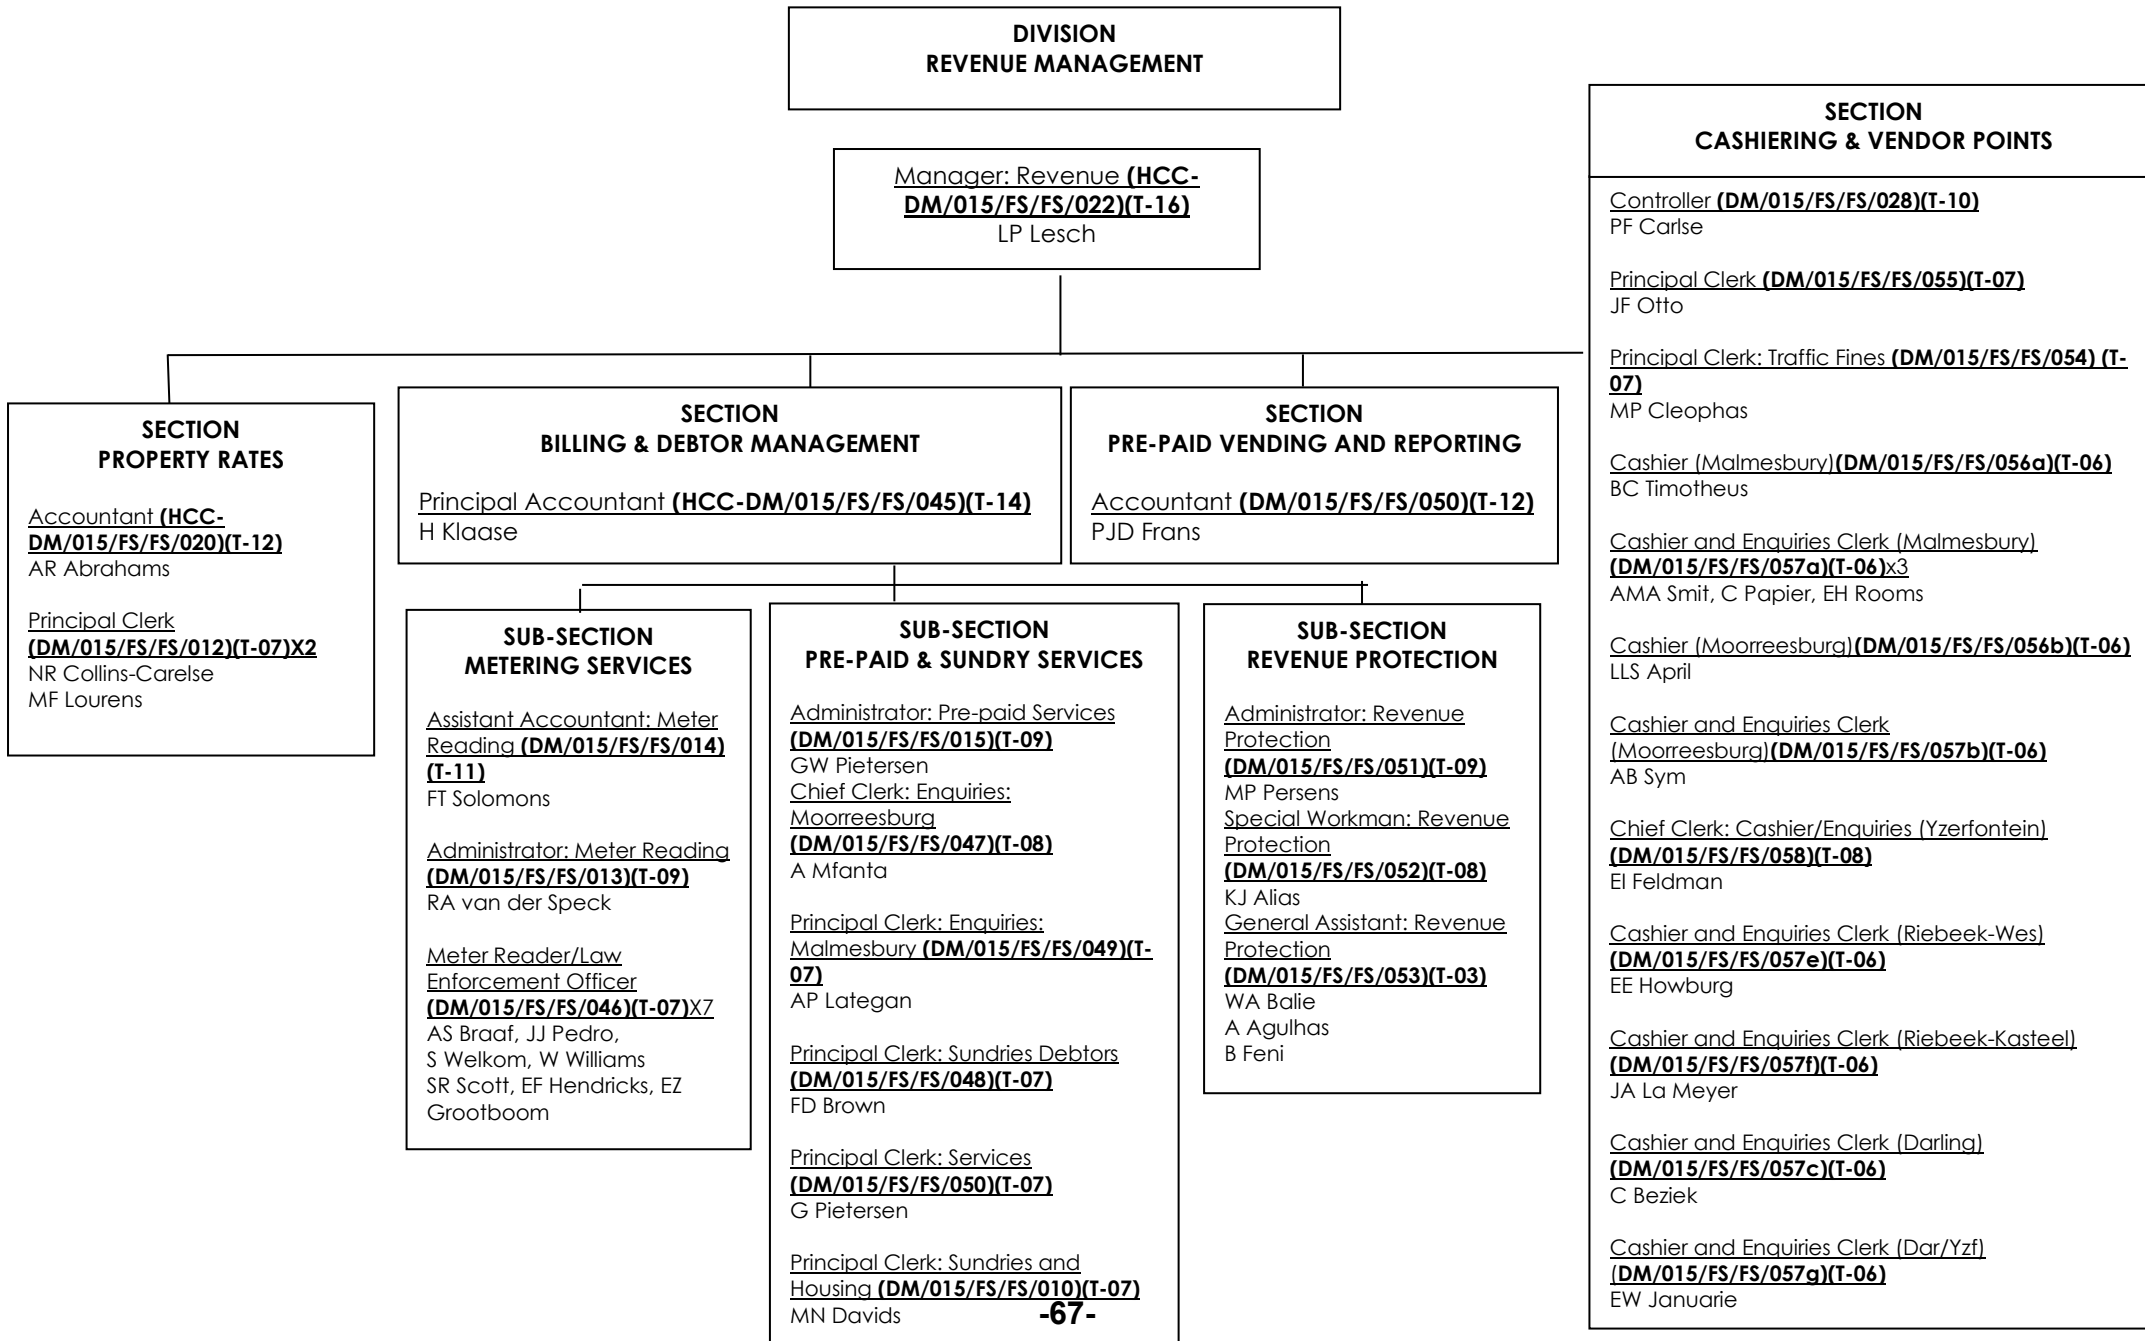 DIVISION
REVENUE MANAGEMENT
Manager: Revenue (HCC-
DM/015/FS/FS/022)(T-16)
LP Lesch
SECTION
PROPERTY RATES
Accountant (HCC-
DM/015/FS/FS/020)(T-12)
AR Abrahams
Principal Clerk
(DM/015/FS/FS/012)(T-07)X2
NR Collins-Carelse
MF Lourens
SECTION
BILLING & DEBTOR MANAGEMENT
Principal Accountant (HCC-DM/015/FS/FS/045)(T-14)
H Klaase
SECTION
PRE-PAID VENDING AND REPORTING
Accountant (DM/015/FS/FS/050)(T-12)
PJD Frans
SUB-SECTION
METERING SERVICES
Assistant Accountant: Meter
Reading (DM/015/FS/FS/014)
(T-11)
FT Solomons
Administrator: Meter Reading
(DM/015/FS/FS/013)(T-09)
RA van der Speck
Meter Reader/Law
Enforcement Officer
(DM/015/FS/FS/046)(T-07)X7
AS Braaf, JJ Pedro,
S Welkom, W Williams
SR Scott, EF Hendricks, EZ
Grootboom
SUB-SECTION
PRE-PAID & SUNDRY SERVICES
Administrator: Pre-paid Services
(DM/015/FS/FS/015)(T-09)
GW Pietersen
Chief Clerk: Enquiries:
Moorreesburg
(DM/015/FS/FS/047)(T-08)
A Mfanta
Principal Clerk: Enquiries:
Malmesbury (DM/015/FS/FS/049)(T-
07)
AP Lategan
Principal Clerk: Sundries Debtors
(DM/015/FS/FS/048)(T-07)
FD Brown
Principal Clerk: Services
(DM/015/FS/FS/050)(T-07)
G Pietersen
Principal Clerk: Sundries and
Housing (DM/015/FS/FS/010)(T-07)
MN Davids
SUB-SECTION
REVENUE PROTECTION
Administrator: Revenue
Protection
(DM/015/FS/FS/051)(T-09)
MP Persens
Special Workman: Revenue
Protection
(DM/015/FS/FS/052)(T-08)
KJ Alias
General Assistant: Revenue
Protection
(DM/015/FS/FS/053)(T-03)
WA Balie
A Agulhas
B Feni
SECTION
CASHIERING & VENDOR POINTS
Controller (DM/015/FS/FS/028)(T-10)
PF Carlse
Principal Clerk (DM/015/FS/FS/055)(T-07)
JF Otto
Principal Clerk: Traffic Fines (DM/015/FS/FS/054) (T-
07)
MP Cleophas
Cashier (Malmesbury)(DM/015/FS/FS/056a)(T-06)
BC Timotheus
Cashier and Enquiries Clerk (Malmesbury)
(DM/015/FS/FS/057a)(T-06)x3
AMA Smit, C Papier, EH Rooms
Cashier (Moorreesburg)(DM/015/FS/FS/056b)(T-06)
LLS April
Cashier and Enquiries Clerk
(Moorreesburg)(DM/015/FS/FS/057b)(T-06)
AB Sym
Chief Clerk: Cashier/Enquiries (Yzerfontein)
(DM/015/FS/FS/058)(T-08)
EI Feldman
Cashier and Enquiries Clerk (Riebeek-Wes)
(DM/015/FS/FS/057e)(T-06)
EE Howburg
Cashier and Enquiries Clerk (Riebeek-Kasteel)
(DM/015/FS/FS/057f)(T-06)
JA La Meyer
Cashier and Enquiries Clerk (Darling)
(DM/015/FS/FS/057c)(T-06)
C Beziek
Cashier and Enquiries Clerk (Dar/Yzf)
(DM/015/FS/FS/057g)(T-06)
EW Januarie
-67-